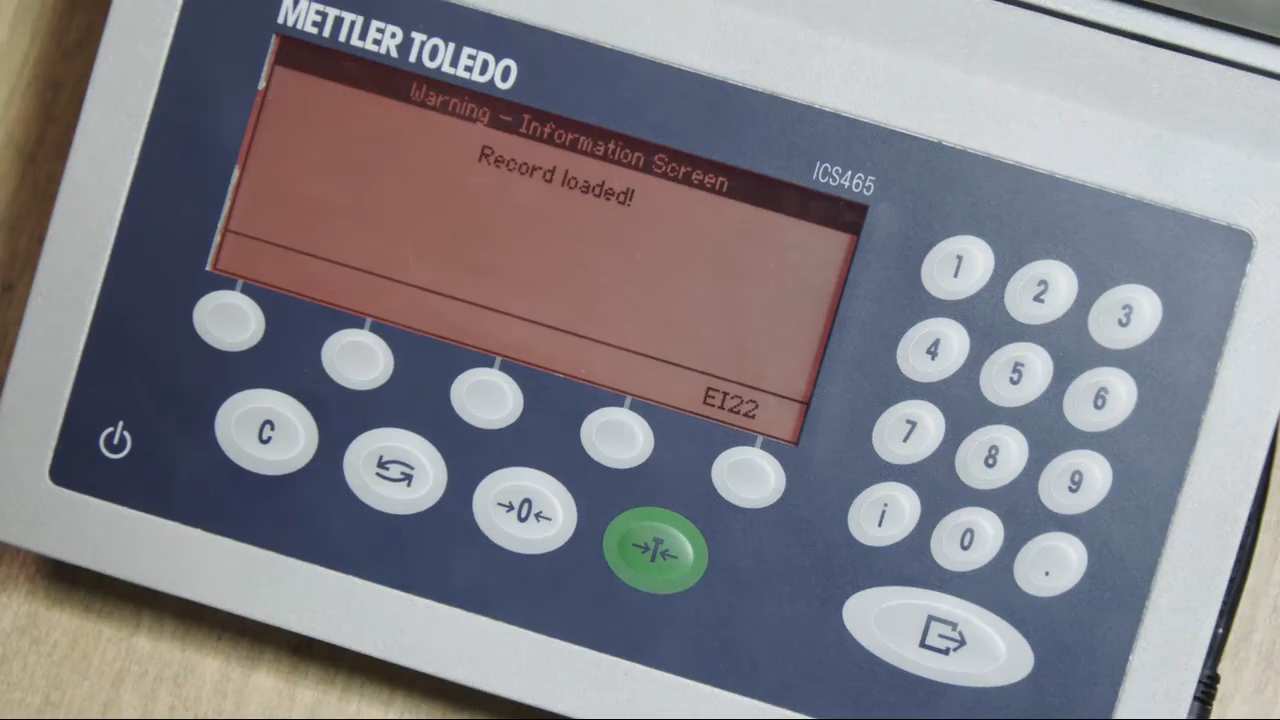 METTLER TOLEDO
Warning - Information Screen
Record loaded!
ICS465
EI22
1 2 3
4 5 6
7 8 9
i 0 .
C
→0←
→T←